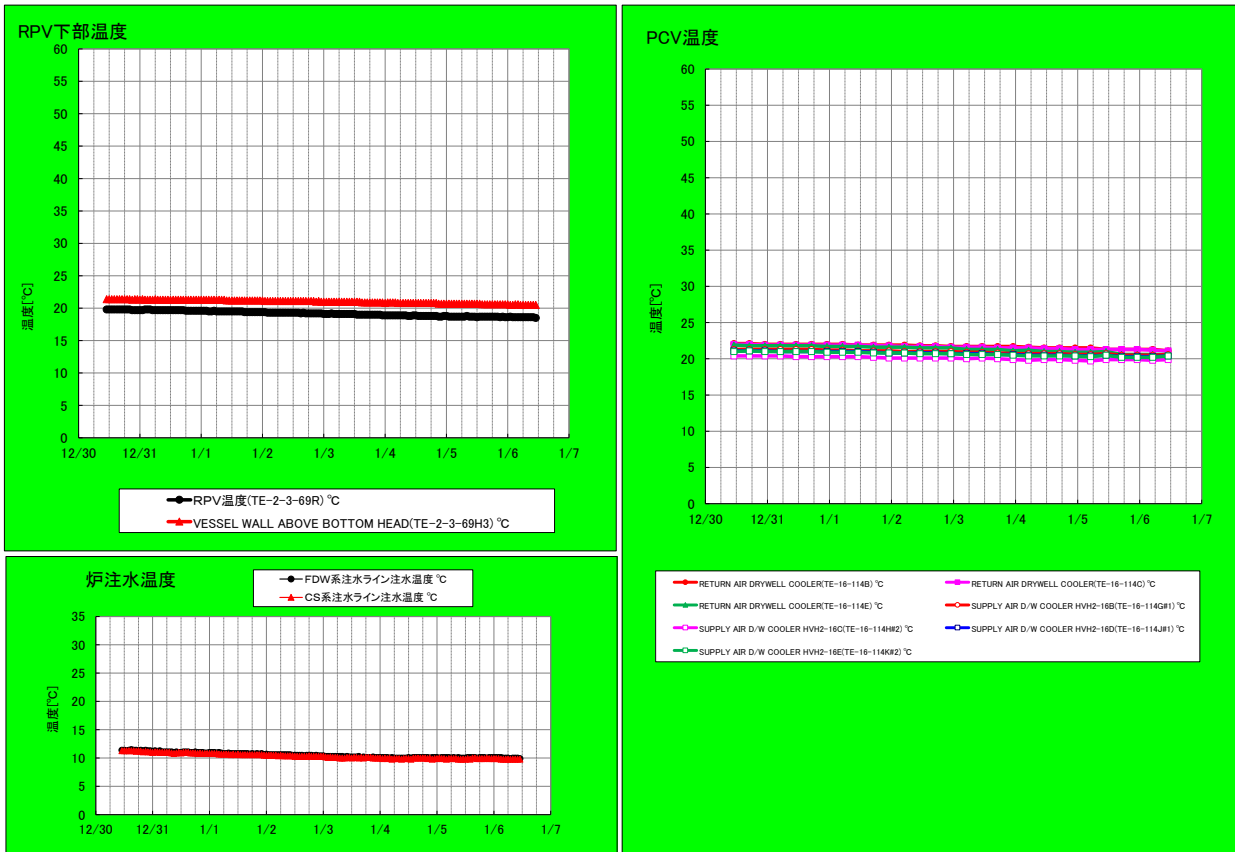 RPV下部温度
60
55
50
45
40
35
30
25
20
15
10
5
0
温度[℃]
12/30 12/31 1/1 1/2 1/3 1/4 1/5 1/6 1/7
RPV温度(TE-2-3-69R) ℃
VESSEL WALL ABOVE BOTTOM HEAD(TE-2-3-69H3) ℃
炉注水温度
FDW系注水ライン注水温度 ℃
CS系注水ライン注水温度 ℃
35
30
25
20
15
10
5
0
温度[℃]
12/30 12/31 1/1 1/2 1/3 1/4 1/5 1/6 1/7
PCV温度
60
55
50
45
40
35
30
25
20
15
10
5
0
温度[℃]
12/30 12/31 1/1 1/2 1/3 1/4 1/5 1/6 1/7
RETURN AIR DRYWELL COOLER(TE-16-114B) ℃
RETURN AIR DRYWELL COOLER(TE-16-114C) ℃
RETURN AIR DRYWELL COOLER(TE-16-114E) ℃
SUPPLY AIR D/W COOLER HVH2-16B(TE-16-114G#1) ℃
SUPPLY AIR D/W COOLER HVH2-16C(TE-16-114H#2) ℃
SUPPLY AIR D/W COOLER HVH2-16D(TE-16-114J#1) ℃
SUPPLY AIR D/W COOLER HVH2-16E(TE-16-114K#2) ℃